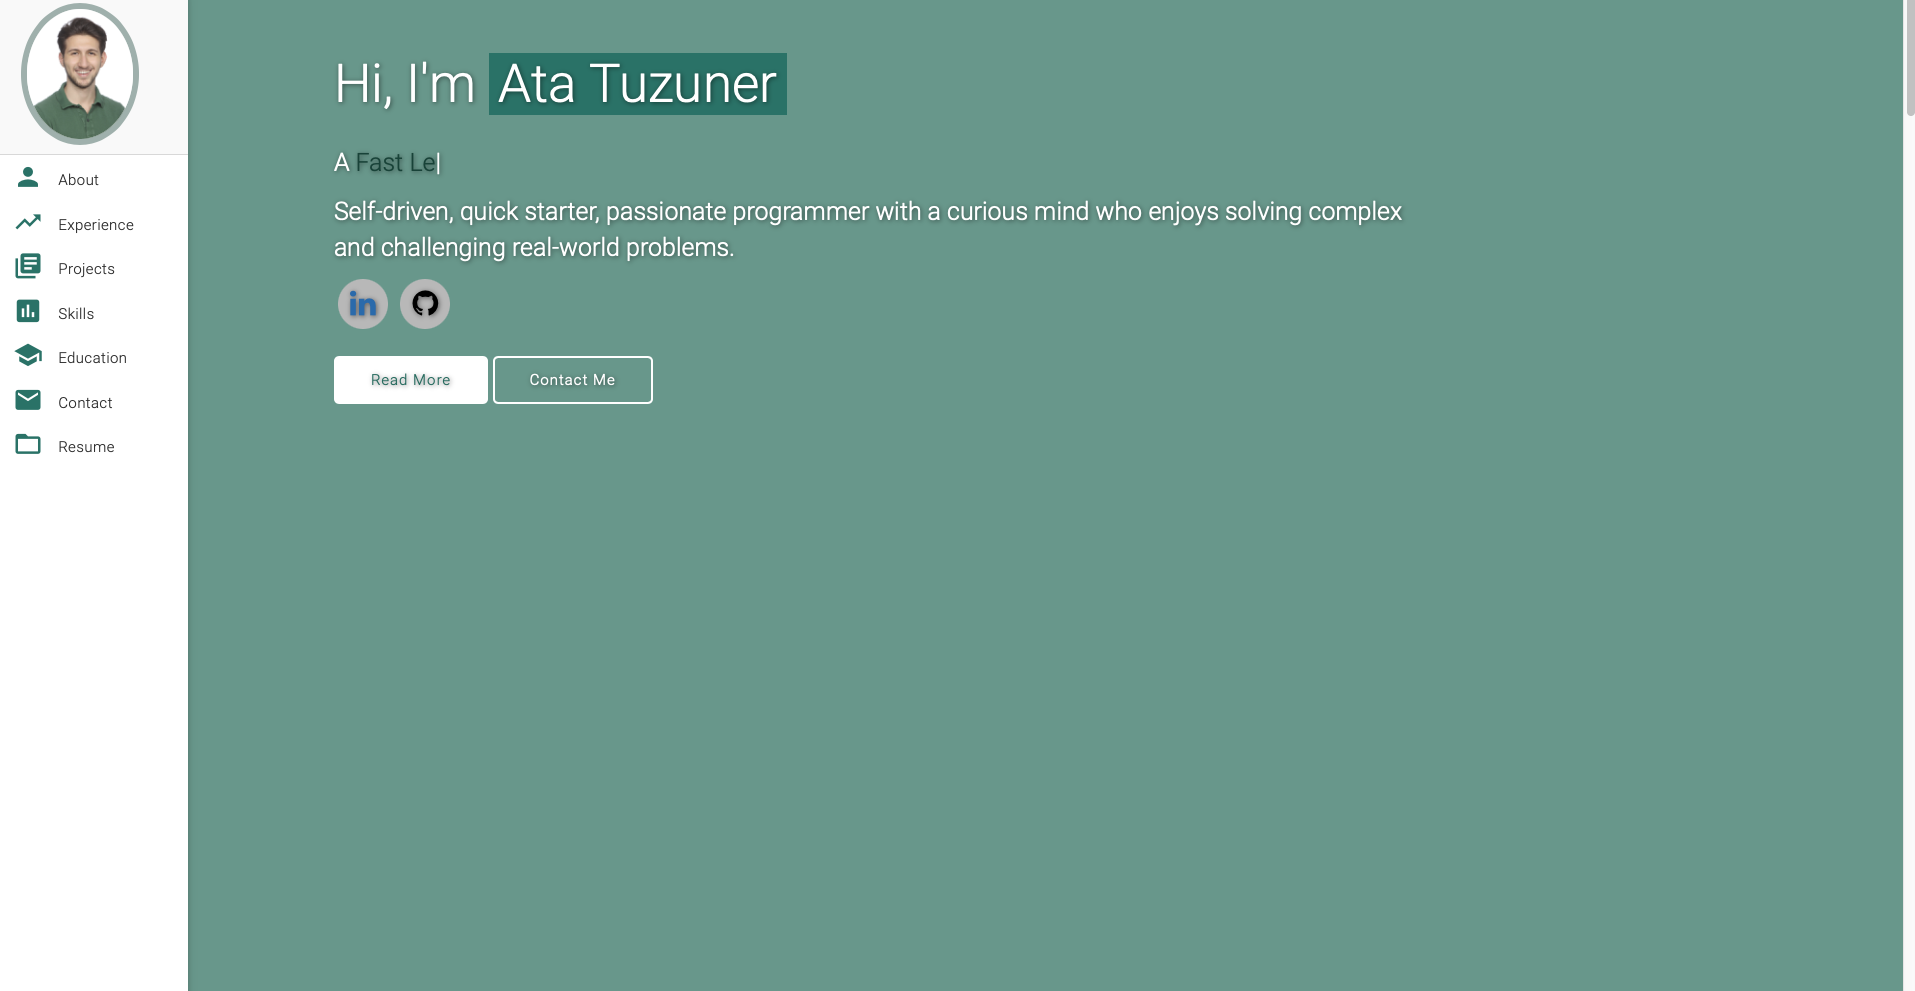 Hi, I'm Ata Tuzuner
A Fast Le|
Self-driven, quick starter, passionate programmer with a curious mind who enjoys solving complex
and challenging real-world problems.
in
Read More Contact Me
About
Experience
Projects
Skills
Education
Contact
Resume